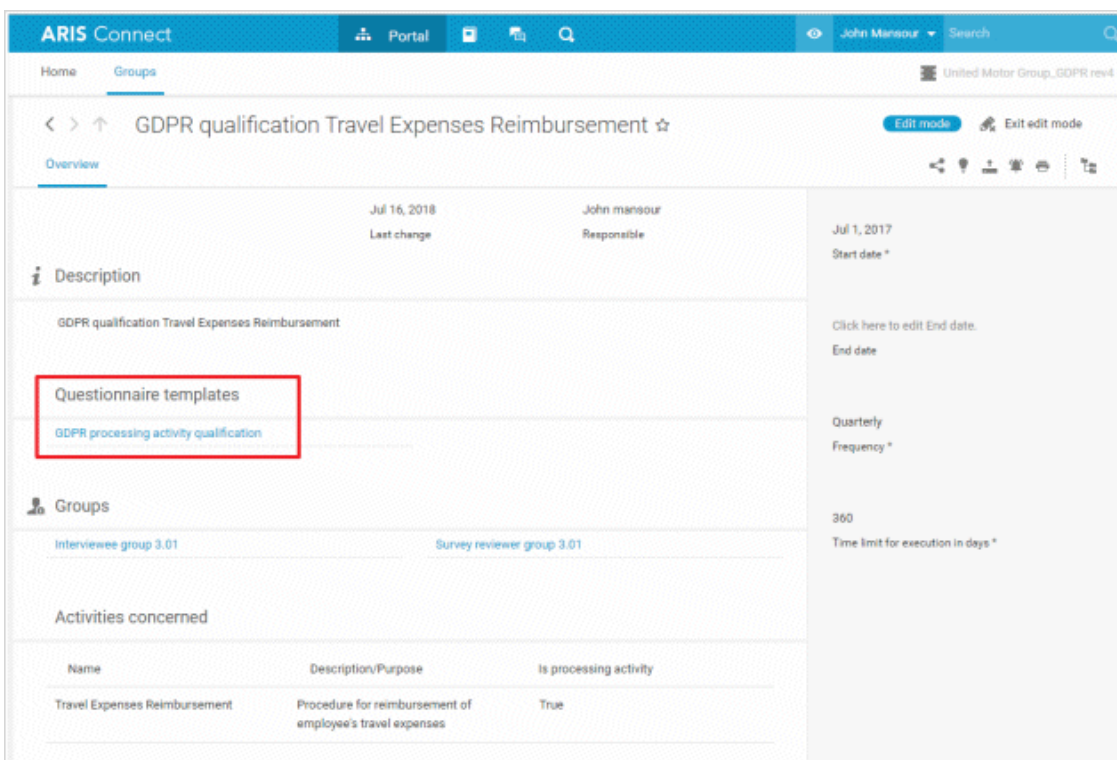 ARIS Connect
Portal
John Mansour
Search
Home
Groups
United Motor Group_GDPR rev4
GDPR qualification Travel Expenses Reimbursement
Edit mode
Exit edit mode
Overview
Jul 16, 2018
John mansour
Last change
Responsible
Jul 1, 2017
Start date *
Description
GDPR qualification Travel Expenses Reimbursement
Click here to edit End date.
End date
Questionnaire templates
GDPR processing activity qualification
Quarterly
Frequency *
Groups
Interviewee group 3.01
Survey reviewer group 3.01
360
Time limit for execution in days *
Activities concerned
Name
Description/Purpose
Is processing activity
Travel Expenses Reimbursement
Procedure for reimbursement of
employee's travel expenses
True